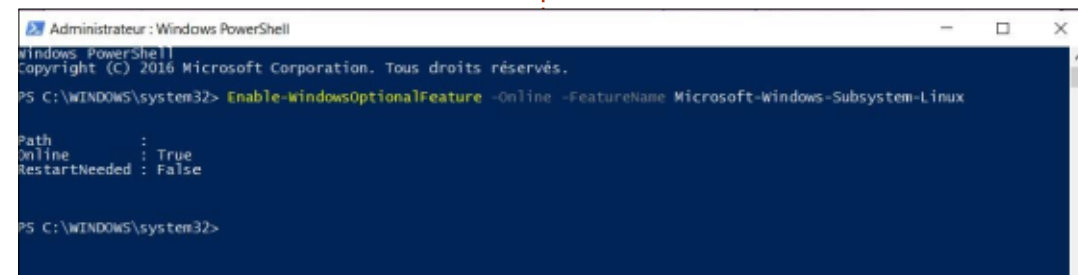 Administrateur : Windows PowerShell
Windows PowerShell
Copyright (C) 2016 Microsoft Corporation. Tous droits réservés.
PS C:\WINDOWS\system32> Enable-WindowsOptionalFeature -Online -FeatureName Microsoft-Windows-Subsystem-Linux
Path :
Online : True
RestartNeeded : False
PS C:\WINDOWS\system32>